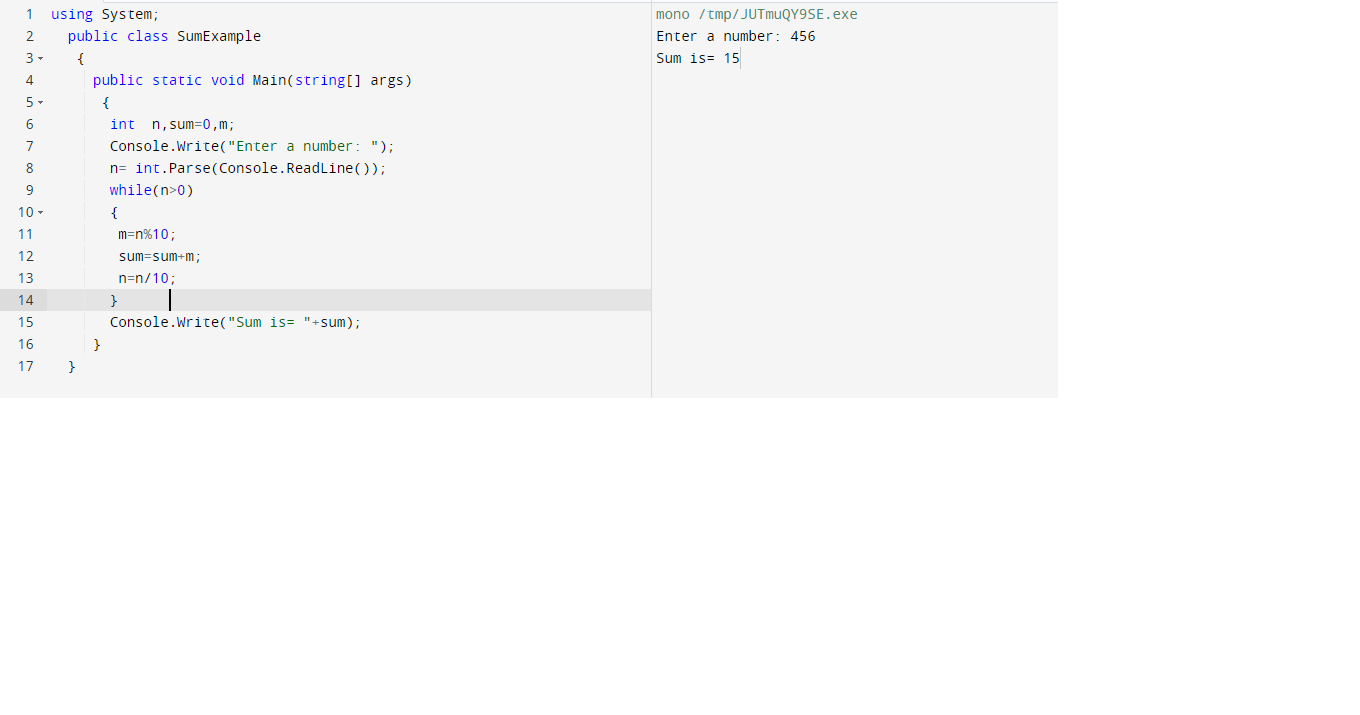 1 using System;
2 public class SumExample
3 {
4 public static void Main(string[] args)
5 {
6 int  n,sum=0,m;
7 Console.Write("Enter a number: ");
8 n= int.Parse(Console.ReadLine());
9 while(n>0)
10 {
11 m=n%10;
12 sum=sum+m;
13 n=n/10;
14 }
15 Console.Write("Sum is= "+sum);
16 }
17 }
mono /tmp/JUTmuQY9SE.exe
Enter a number: 456
Sum is= 15